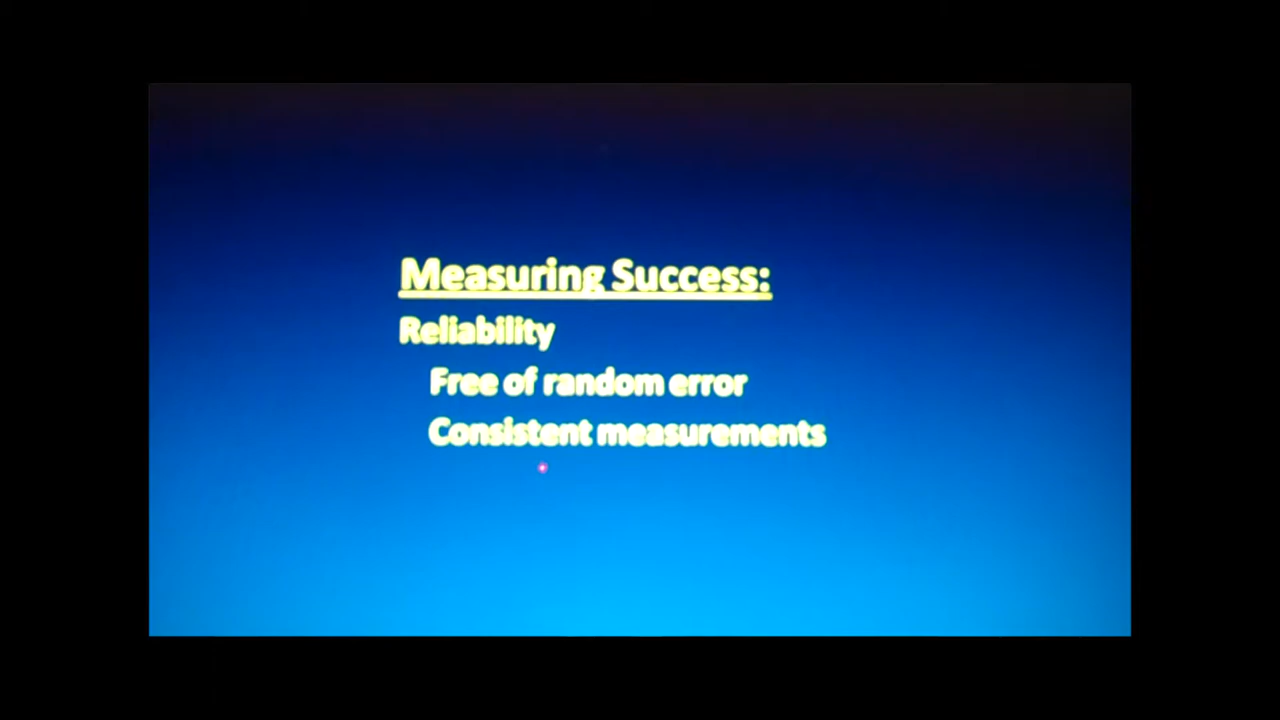 Measuring Success:
Reliability
Free of random error
Consistent measurements